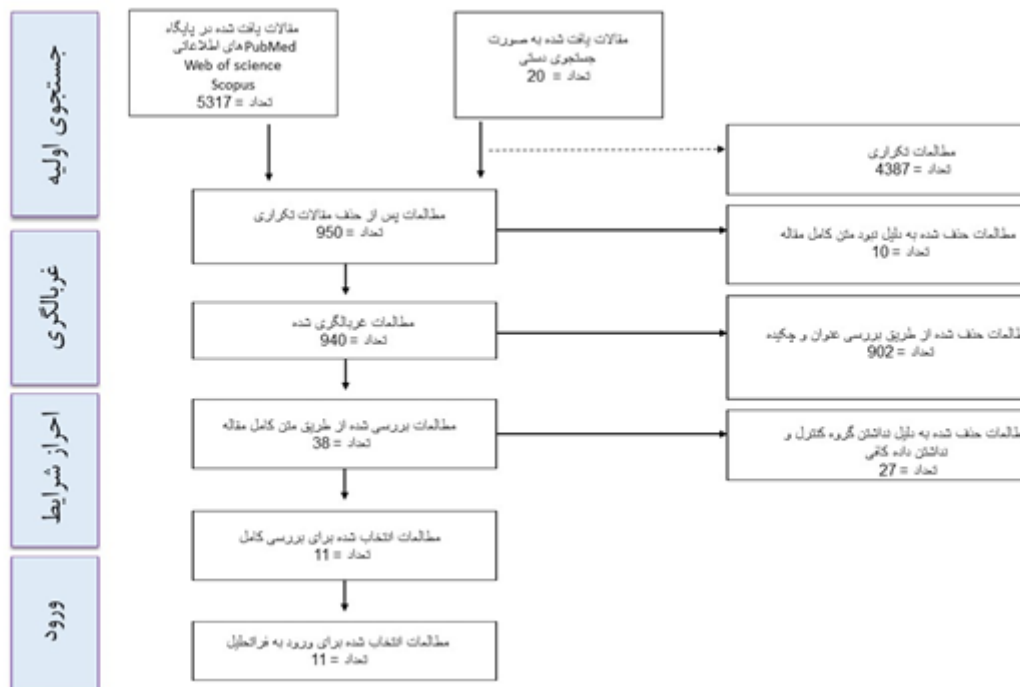 جستجوی اولیه
مقالات یافت شده در پایگاه
های اطلاعاتی PubMed
Web of science
Scopus
تعداد = 5317
مقالات یافت شده به صورت
جستجوی دستی
تعداد = 20
مطالعات تکراری
تعداد = 4387
مطالعات پس از حذف مقالات تکراری
تعداد = 950
مطالعات حذف شده به دلیل نبود متن کامل مقاله
تعداد = 10
غربالگری
مطالعات غربالگری شده
تعداد = 940
مطالعات حذف شده از طریق بررسی عنوان و چکیده
تعداد = 902
احراز شرایط
مطالعات بررسی شده از طریق متن کامل مقاله
تعداد = 38
مطالعات حذف شده به دلیل نداشتن گروه کنترل و
نداشتن داده کافی
تعداد = 27
مطالعات انتخاب شده برای بررسی کامل
تعداد = 11
ورود
مطالعات انتخاب شده برای ورود به فراتحلیل
تعداد = 11